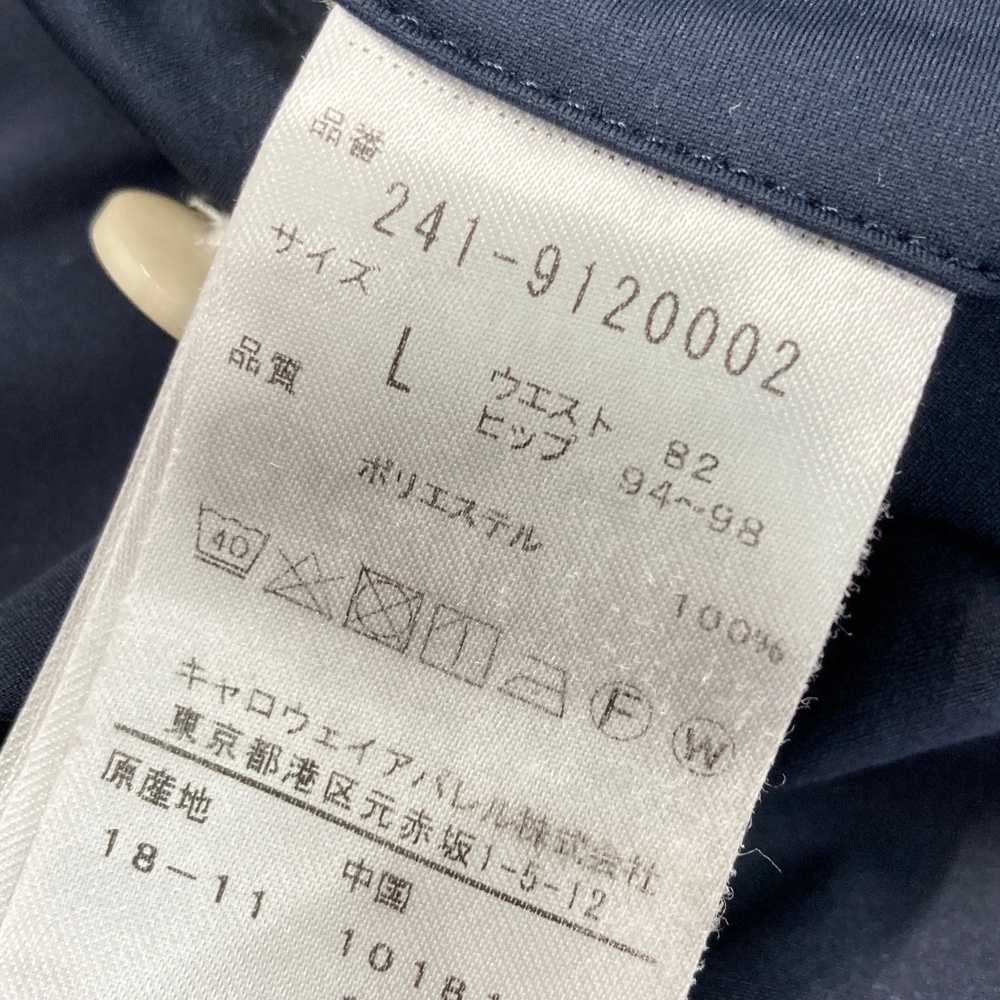 品番
241-9120002
サイズ
L ウエスト 82
ヒップ 94~98
品質
ポリエステル 100%
40
F W
キャロウェイアパレル株式会社
東京都港区元赤坂1-5-12
原産地 中国
18-11